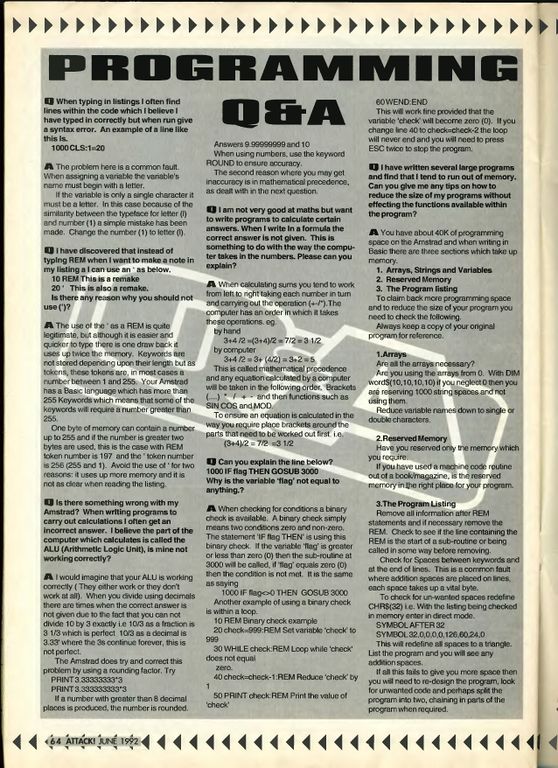 PROGRAMMING
Q&A
Q When typing in listings I often find
lines within the code which I believe I
have typed in correctly but when run give
a syntax error. An example of a line like
this is.
1000 CLS:1=20
A The problem here is a common fault.
When assigning a variable the variable's
name must begin with a letter.
If the variable is only a single character it
must be a letter. In this case because of the
similarity between the typeface for letter (l)
and number (1) a simple mistake has been
made. Change the number (1) to letter (l).
Q I have discovered that instead of
typing REM when I want to make a note in
my listing a I can use an ' as below.
10 REM This is a remake
20 ' This is also a remake.
Is there any reason why you should not
use (')?
A The use of the ' as a REM is quite
legitimate, but although it is easier and
quicker to type there is one draw back it
uses up twice the memory. Keywords are
not stored depending upon their length but as
tokens, these tokens are, in most cases a
number between 1 and 255. Your Amstrad
has a Basic language which has more than
255 Keywords which means that some of the
keywords will require a number greater than
255.
One byte of memory can contain a number
up to 255 and if the number is greater two
bytes are used, this is the case with REM
token number is 197 and the ' token number
is 256 (255 and 1). Avoid the use of ' for two
reasons: it uses up more memory and it is
not as clear when reading the listing.
Q Is there something wrong with my
Amstrad? When writing programs to
carry out calculations I often get an
incorrect answer. I believe the part of the
computer which calculates is called the
ALU (Arithmetic Logic Unit), is mine not
working correctly?
A I would imagine that your ALU is working
correctly ( They either work or they don't
work at all). When you divide using decimals
there are times when the correct answer is
not given due to the fact that you can not
divide 10 by 3 exactly i.e 10/3 as a fraction is
3 1/3 which is perfect 10/3 as a decimal is
3.33' where the 3s continue forever, this is
not perfect.
The Amstrad does try and correct this
problem by using a rounding factor. Try
PRINT 3.33333333*3
PRINT 3.333333333*3
If a number with greater than 8 decimal
places is produced, the number is rounded.
Answers 9.99999999 and 10
When using numbers, use the keyword
ROUND to ensure accuracy.
The second reason where you may get
inaccuracy is in mathematical precedence,
as dealt with in the next question.
Q I am not very good at maths but want
to write programs to calculate certain
answers. When I write in a formula the
correct answer is not given. This is
something to do with the way the compu-
ter takes in the numbers. Please can you
explain?
A When calculating sums you tend to work
from left to right taking each number in turn
and carrying out the operation (+-/*).The
computer has an order in which it takes
these operations. eg.
by hand
3+4 /2 =(3+4)/2 = 7/2 = 3 1/2
by computer
3+4 /2 = 3+ (4/2) = 3+2 = 5
This is called mathematical precedence
and any equation calculated by a computer
will be taken in the following order, 'Brackets
(....) * / + - and then functions such as
SIN COS and MOD.
To ensure an equation is calculated in the
way you require place brackets around the
parts that need to be worked out first. i.e.
(3+4)/2 = 7/2 =3 1/2
Q Can you explain the line below?
1000 IF flag THEN GOSUB 3000
Why is the variable 'flag' not equal to
anything.?
A When checking for conditions a binary
check is available. A binary check simply
means two conditions zero and non-zero.
The statement 'IF flag THEN' is using this
binary check. If the variable 'flag' is greater
or less than zero (0) then the sub-routine at
3000 will be called, if 'flag' equals zero (0)
then the condition is not met. It is the same
as saying
1000 IF flag<>0 THEN GOSUB 3000
Another example of using a binary check
is within a loop.
10 REM Binary check example
20 check=999:REM Set variable 'check' to
999
30 WHILE check:REM Loop while 'check'
does not equal
zero.
40 check=check-1:REM Reduce 'check' by
1
50 PRINT check:REM Print the value of
'check'
60 WEND:END
This will work fine provided that the
variable 'check' will become zero (0). If you
change line 40 to check=check-2 the loop
will never end and you will need to press
ESC twice to stop the program.
Q I have written several large programs
and find that I tend to run out of memory.
Can you give me any tips on how to
reduce the size of my programs without
effecting the functions available within
the program?
A You have about 40K of programming
space on the Amstrad and when writing in
Basic there are three sections which take up
memory.
1. Arrays, Strings and Variables
2. Reserved Memory
3. The Program listing
To claim back more programming space
and to reduce the size of your program you
need to check the following.
Always keep a copy of your original
program for reference.
1.Arrays
Are all the arrays necessary?
Are you using the arrays from 0. With DIM
word$(10,10,10,10) if you neglect 0 then you
are reserving 1000 string spaces and not
using them.
Reduce variable names down to single or
double characters.
2.Reserved Memory
Have you reserved only the memory which
you require.
If you have used a machine code routine
out of a book/magazine, is the reserved
memory in the right place for your program.
3.The Program Listing
Remove all information after REM
statements and if necessary remove the
REM. Check to see if the line containing the
REM is the start of a sub-routine or being
called in some way before removing.
Check for Spaces between keywords and
at the end of lines. This is a common fault
where addition spaces are placed on lines,
each space takes up a vital byte.
To check for un-wanted spaces redefine
CHR$(32) i.e. With the listing being checked
in memory enter in direct mode.
SYMBOL AFTER 32
SYMBOL 32,0,0,0,0,126,60,24,0
This will redefine all spaces to a triangle.
List the program and you will see any
addition spaces.
If all this fails to give you more space then
you will need to re-design the program, look
for unwanted code and perhaps split the
program into two, chaining in parts of the
program when required.
64 ATTACK! JUNE 1992